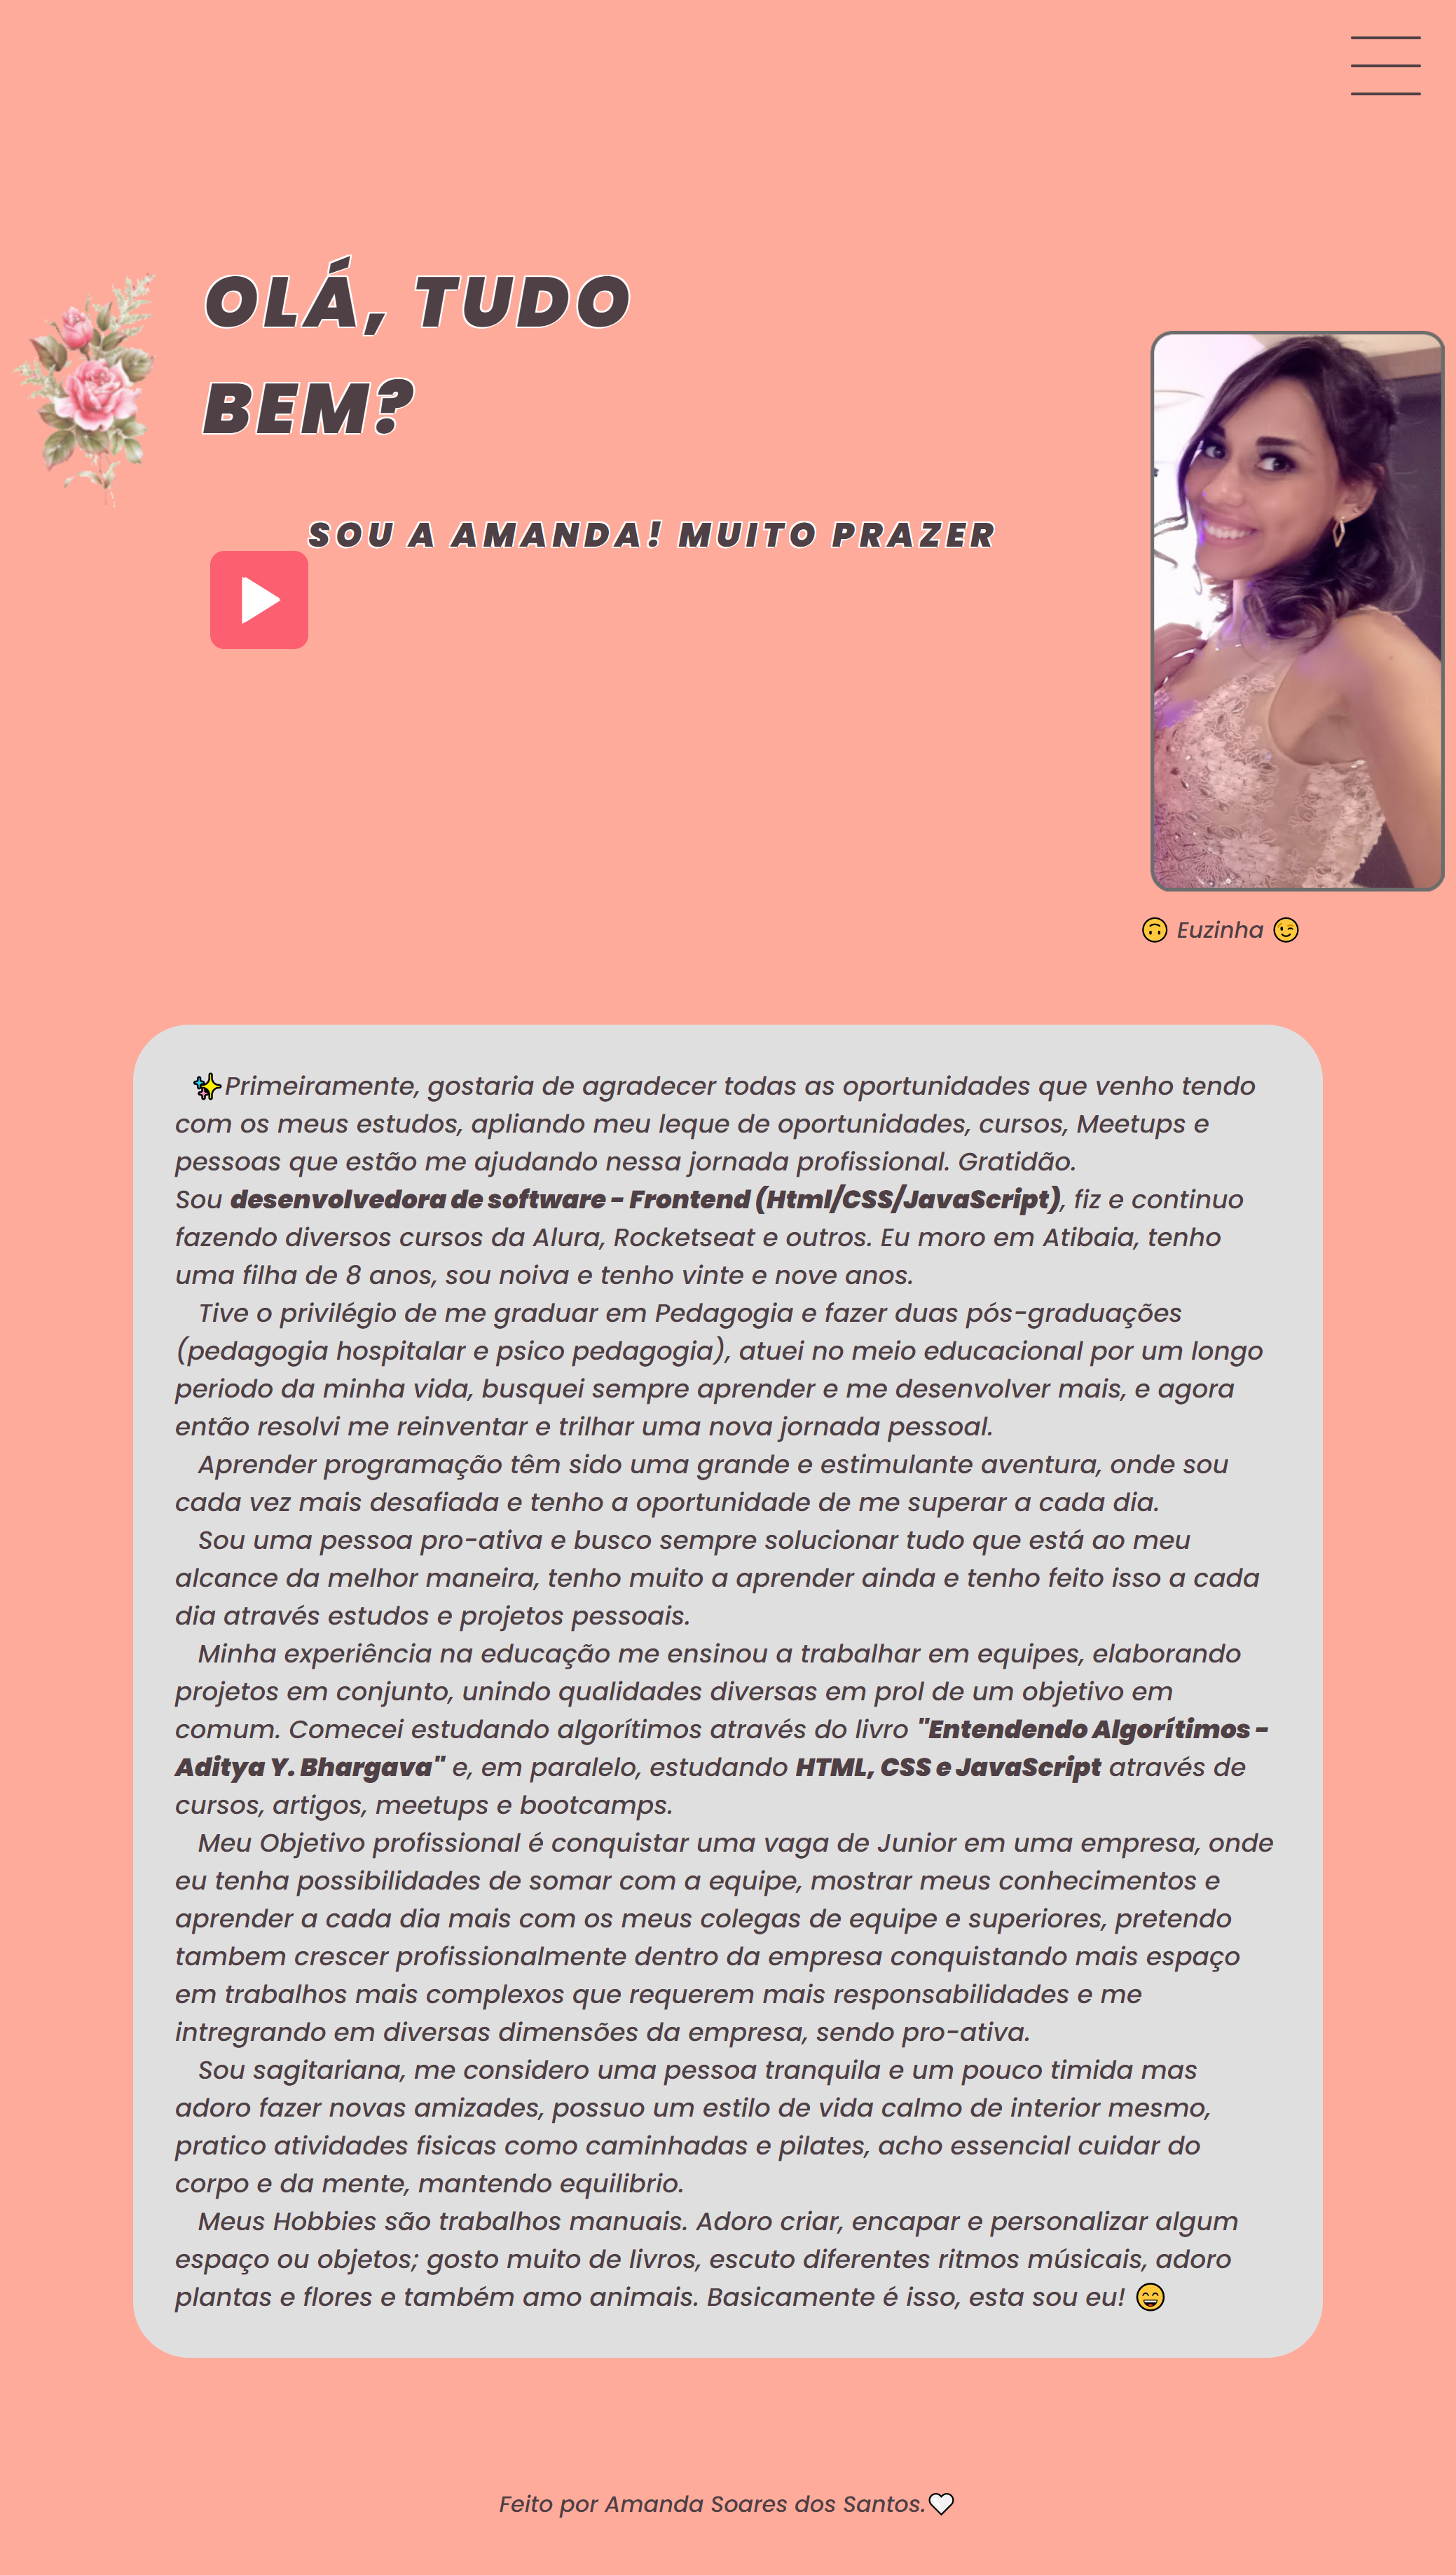 OLÁ, TUDO
BEM?
SOU A AMANDA! MUITO PRAZER
🙃 Euzinha 😉
✨Primeiramente, gostaria de agradecer todas as oportunidades que venho tendo
com os meus estudos, apliando meu leque de oportunidades, cursos, Meetups e
pessoas que estão me ajudando nessa jornada profissional. Gratidão.
Sou desenvolvedora de software - Frontend (Html/CSS/JavaScript), fiz e continuo
fazendo diversos cursos da Alura, Rocketseat e outros. Eu moro em Atibaia, tenho
uma filha de 8 anos, sou noiva e tenho vinte e nove anos.
Tive o privilégio de me graduar em Pedagogia e fazer duas pós-graduações
(pedagogia hospitalar e psico pedagogia), atuei no meio educacional por um longo
periodo da minha vida, busquei sempre aprender e me desenvolver mais, e agora
então resolvi me reinventar e trilhar uma nova jornada pessoal.
Aprender programação têm sido uma grande e estimulante aventura, onde sou
cada vez mais desafiada e tenho a oportunidade de me superar a cada dia.
Sou uma pessoa pro-ativa e busco sempre solucionar tudo que está ao meu
alcance da melhor maneira, tenho muito a aprender ainda e tenho feito isso a cada
dia através estudos e projetos pessoais.
Minha experiência na educação me ensinou a trabalhar em equipes, elaborando
projetos em conjunto, unindo qualidades diversas em prol de um objetivo em
comum. Comecei estudando algorítimos através do livro "Entendendo Algorítimos -
Aditya Y. Bhargava" e, em paralelo, estudando HTML, CSS e JavaScript através de
cursos, artigos, meetups e bootcamps.
Meu Objetivo profissional é conquistar uma vaga de Junior em uma empresa, onde
eu tenha possibilidades de somar com a equipe, mostrar meus conhecimentos e
aprender a cada dia mais com os meus colegas de equipe e superiores, pretendo
tambem crescer profissionalmente dentro da empresa conquistando mais espaço
em trabalhos mais complexos que requerem mais responsabilidades e me
intregrando em diversas dimensões da empresa, sendo pro-ativa.
Sou sagitariana, me considero uma pessoa tranquila e um pouco timida mas
adoro fazer novas amizades, possuo um estilo de vida calmo de interior mesmo,
pratico atividades fisicas como caminhadas e pilates, acho essencial cuidar do
corpo e da mente, mantendo equilibrio.
Meus Hobbies são trabalhos manuais. Adoro criar, encapar e personalizar algum
espaço ou objetos; gosto muito de livros, escuto diferentes ritmos músicais, adoro
plantas e flores e também amo animais. Basicamente é isso, esta sou eu! 😄
Feito por Amanda Soares dos Santos.🤍